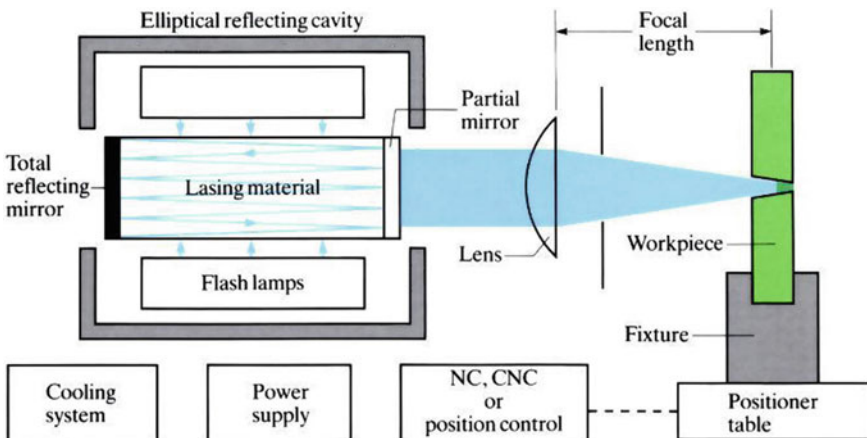 Elliptical reflecting cavity
Focal
length
Partial
mirror
Total
reflecting
mirror
Lasing material
Lens
Workpiece
Flash lamps
Fixture
Cooling
system
Power
supply
NC, CNC
or
position control
Positioner
table